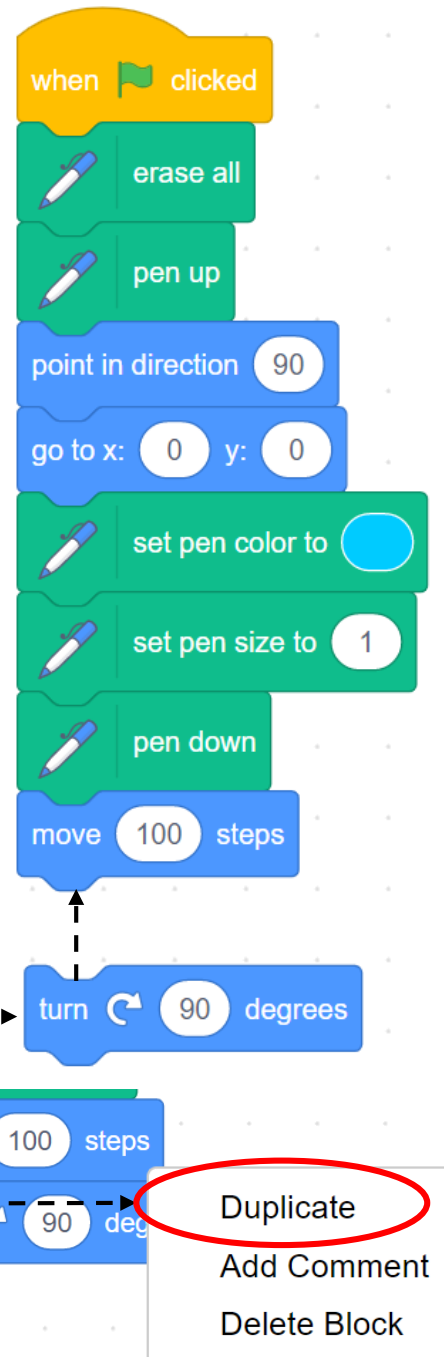 when clicked
erase all
pen up
point in direction 90
go to x: 0 y: 0
set pen color to
set pen size to 1
pen down
move 100 steps
turn 90 degrees
100 steps
90 deg
Duplicate
Add Comment
Delete Block